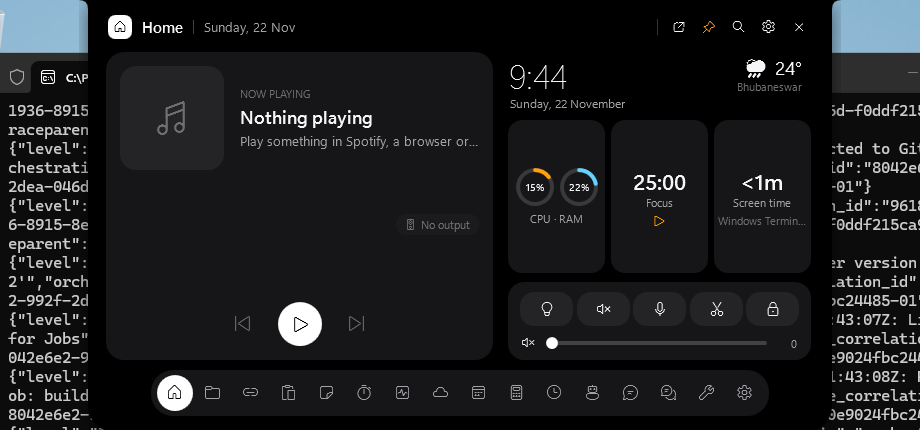 Home
Sunday, 22 Nov
C:\P
NOW PLAYING
Nothing playing
Play something in Spotify, a browser or...
No output
9:44
Sunday, 22 November
24°
Bhubaneswar
15%
22%
CPU · RAM
25:00
Focus
<1m
Screen time
Windows Termin...
0
1936-8915
raceparen
{"level":
chestrati
2dea-046d
{"level":
6-8915-8e
eparent":
{"level":
2'","orch
2-992f-2d
{"level":
for Jobs"
042e6e2-9
{"level":
ob: build
8042e6e2-
6d-f0ddf215
cted to Git
id":"8042e6
-01"}
n_id":"9618
f0ddf215ca9
er version
lation_id"
bc24485-01"
:43:07Z: Li
_correlatio
e9024fbc244
1:43:08Z: R
e_correlati
0e9024fbc24